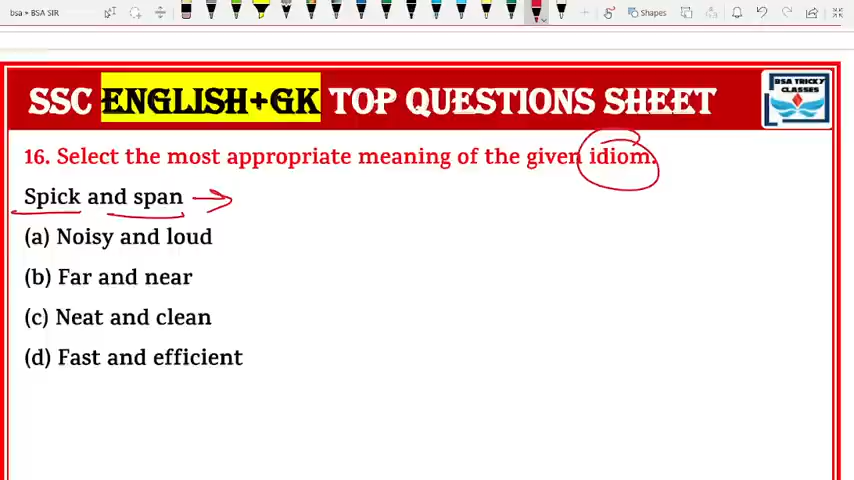 bsa • BSA SIR
Shapes
SSC ENGLISH+GK TOP QUESTIONS SHEET
BSA TRICKY
CLASSES
16. Select the most appropriate meaning of the given idiom.
Spick and span
(a) Noisy and loud
(b) Far and near
(c) Neat and clean
(d) Fast and efficient